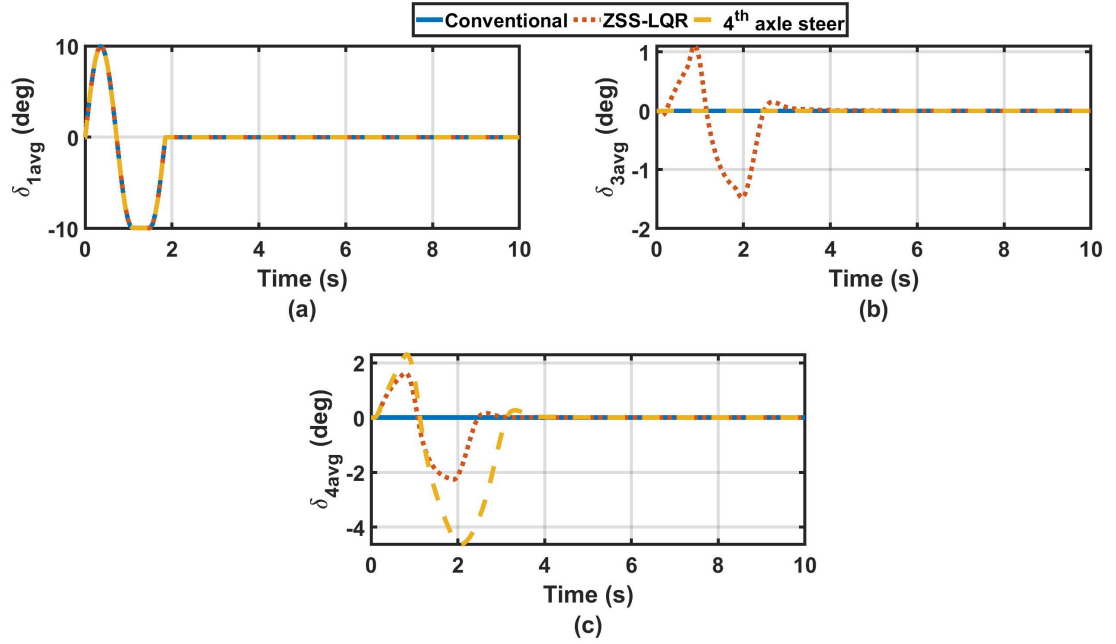 Conventional ZSS-LQR 4th axle steer
10
0
-10
δ1avg (deg)
0 2 4 6 8 10
Time (s)
(a)
1
0
-1
-2
δ3avg (deg)
0 2 4 6 8 10
Time (s)
(b)
2
0
-2
-4
δ4avg (deg)
0 2 4 6 8 10
Time (s)
(c)